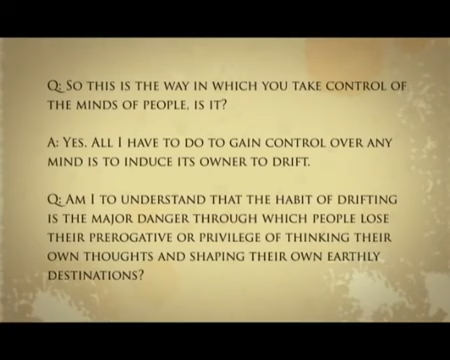 Q: So this is the way in which you take control of
the minds of people, is it?
A: Yes. All I have to do to gain control over any
mind is to induce its owner to drift.
Q: Am I to understand that the habit of drifting
is the major danger through which people lose
their prerogative or privilege of thinking their
own thoughts and shaping their own earthly
destinations?